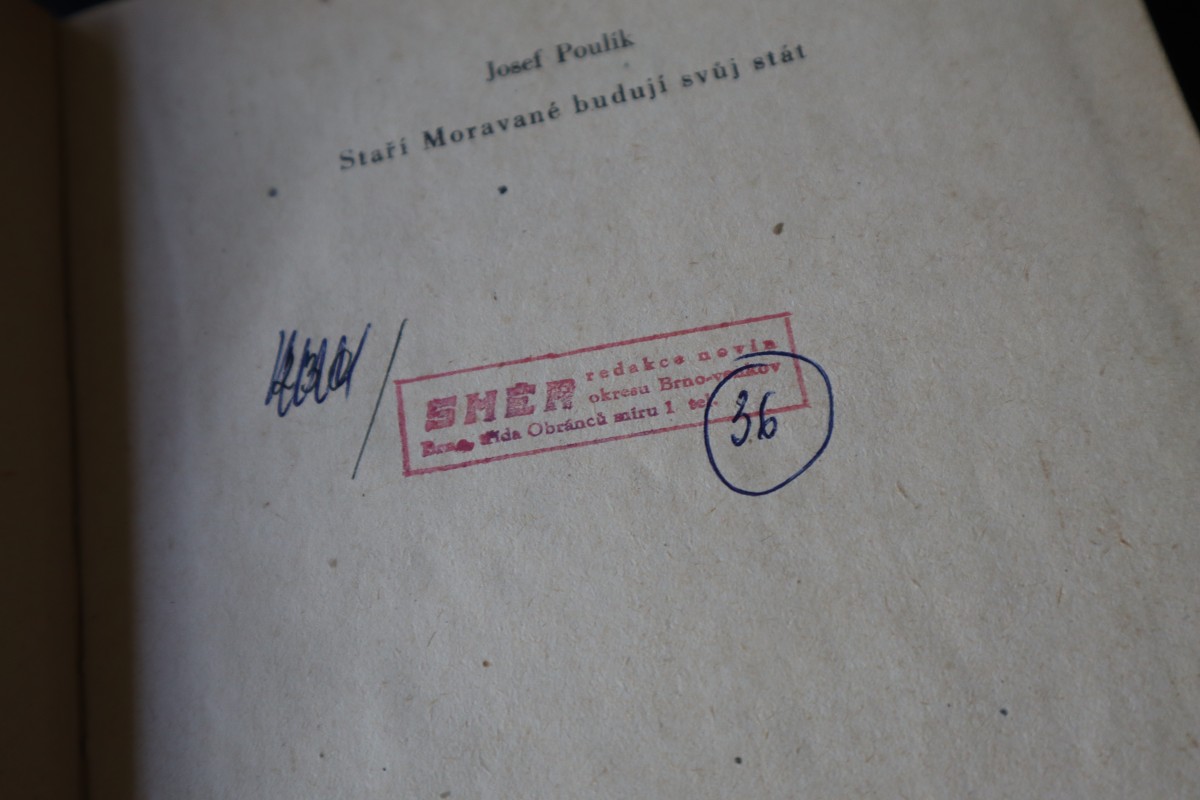 Josef Poulík
Staří Moravané budují svůj stát
SMĚR redakce novin
okresu Brno-venkov
Brno třída Obránců míru 1 tel.
36